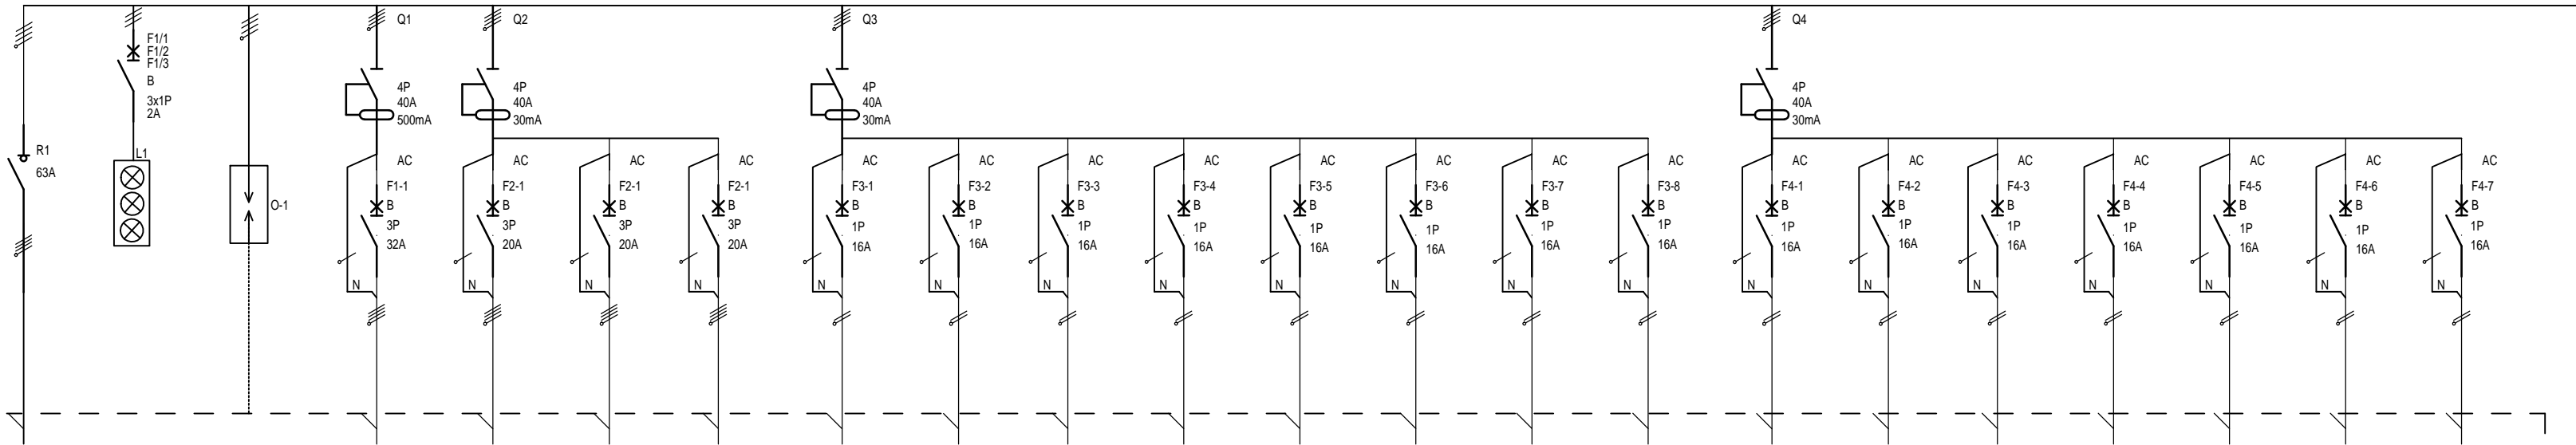 R1
63A
F1/1
F1/2
F1/3
B
3x1P
2A
L1
O-1
Q1
4P
40A
500mA
AC
F1-1
B
3P
32A
N
Q2
4P
40A
30mA
AC
F2-1
B
3P
20A
N
AC
F2-1
B
3P
20A
N
AC
F2-1
B
3P
20A
N
Q3
4P
40A
30mA
AC
F3-1
B
1P
16A
N
AC
F3-2
B
1P
16A
N
AC
F3-3
B
1P
16A
N
AC
F3-4
B
1P
16A
N
AC
F3-5
B
1P
16A
N
AC
F3-6
B
1P
16A
N
AC
F3-7
B
1P
16A
N
AC
F3-8
B
1P
16A
N
Q4
4P
40A
30mA
AC
F4-1
B
1P
16A
N
AC
F4-2
B
1P
16A
N
AC
F4-3
B
1P
16A
N
AC
F4-4
B
1P
16A
N
AC
F4-5
B
1P
16A
N
AC
F4-6
B
1P
16A
N
AC
F4-7
B
1P
16A
N